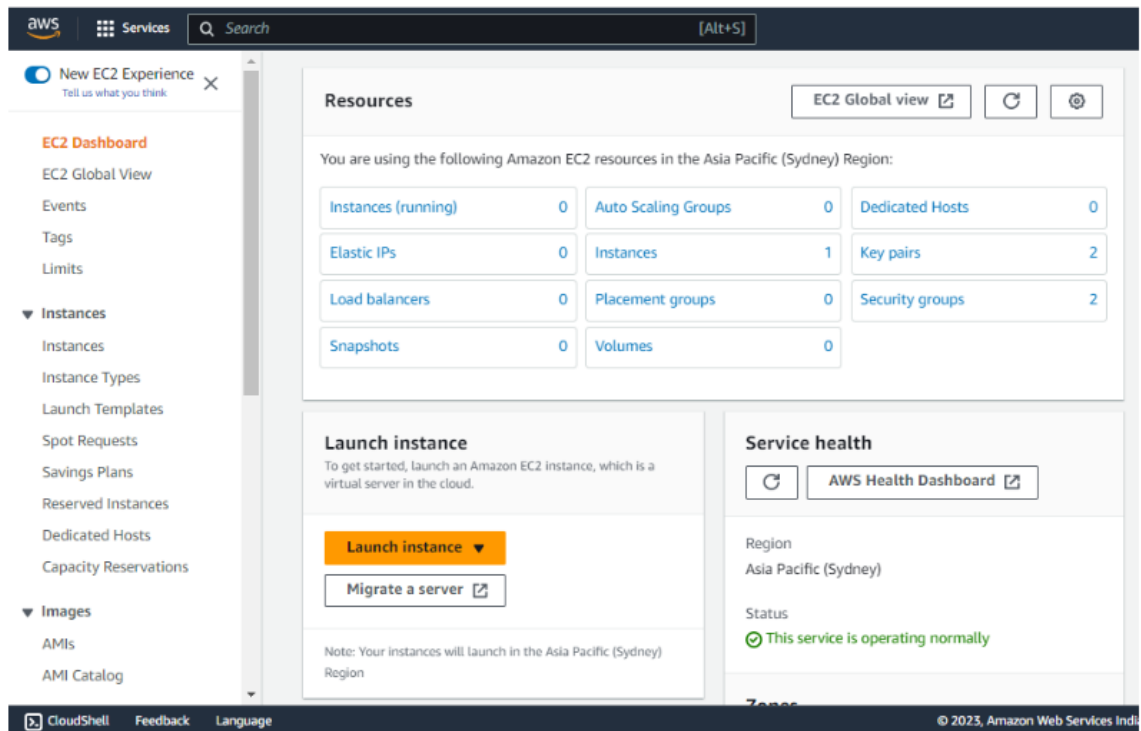 aws
Services
Search
[Alt+S]
New EC2 Experience
Tell us what you think
EC2 Dashboard
EC2 Global View
Events
Tags
Limits
Instances
Instances
Instance Types
Launch Templates
Spot Requests
Savings Plans
Reserved Instances
Dedicated Hosts
Capacity Reservations
Images
AMIs
AMI Catalog
Resources
EC2 Global view
You are using the following Amazon EC2 resources in the Asia Pacific (Sydney) Region:
Instances (running) 0
Auto Scaling Groups 0
Dedicated Hosts 0
Elastic IPs 0
Instances 1
Key pairs 2
Load balancers 0
Placement groups 0
Security groups 2
Snapshots 0
Volumes 0
Launch instance
To get started, launch an Amazon EC2 instance, which is a
virtual server in the cloud.
Launch instance
Migrate a server
Note: Your instances will launch in the Asia Pacific (Sydney)
Region
Service health
AWS Health Dashboard
Region
Asia Pacific (Sydney)
Status
This service is operating normally
Zones
CloudShell
Feedback
Language
© 2023, Amazon Web Services India